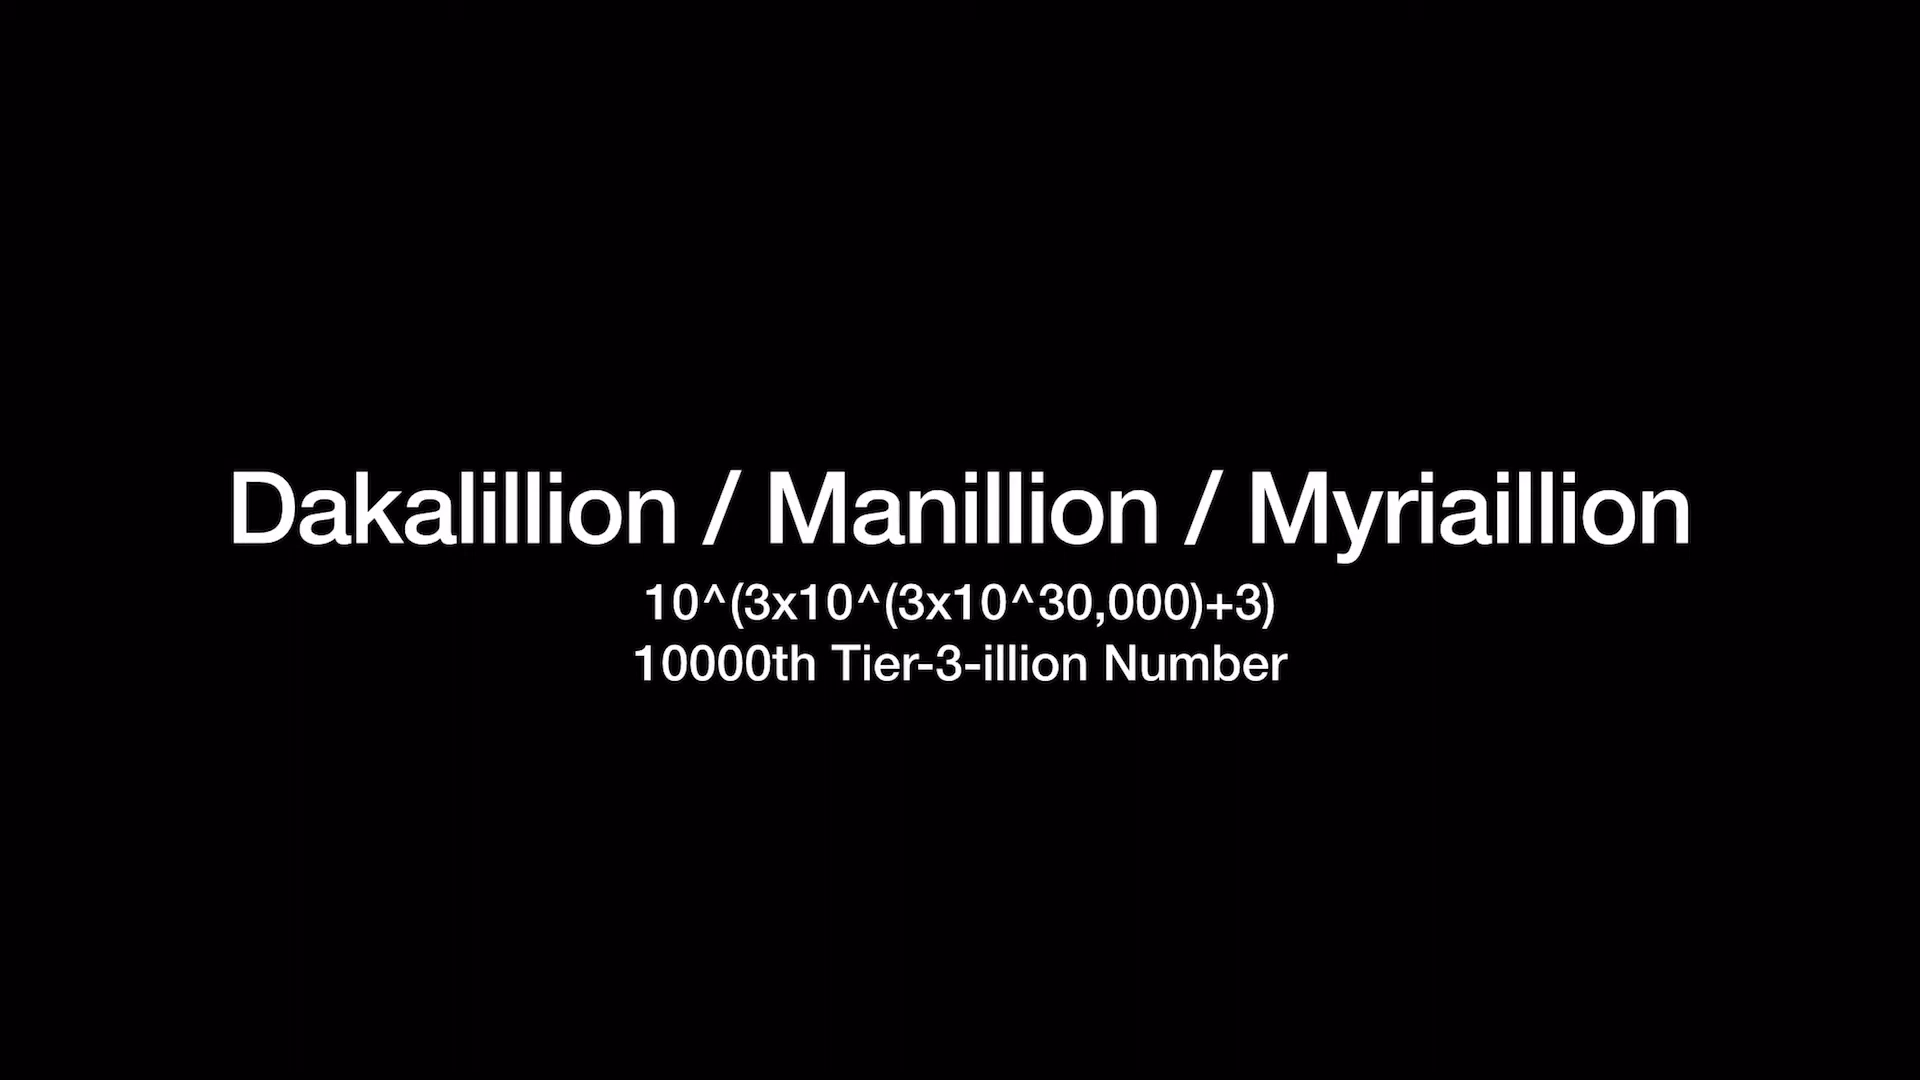 Dakalillion / Manillion / Myriaillion
10^(3x10^(3x10^30,000)+3)
10000th Tier-3-illion Number